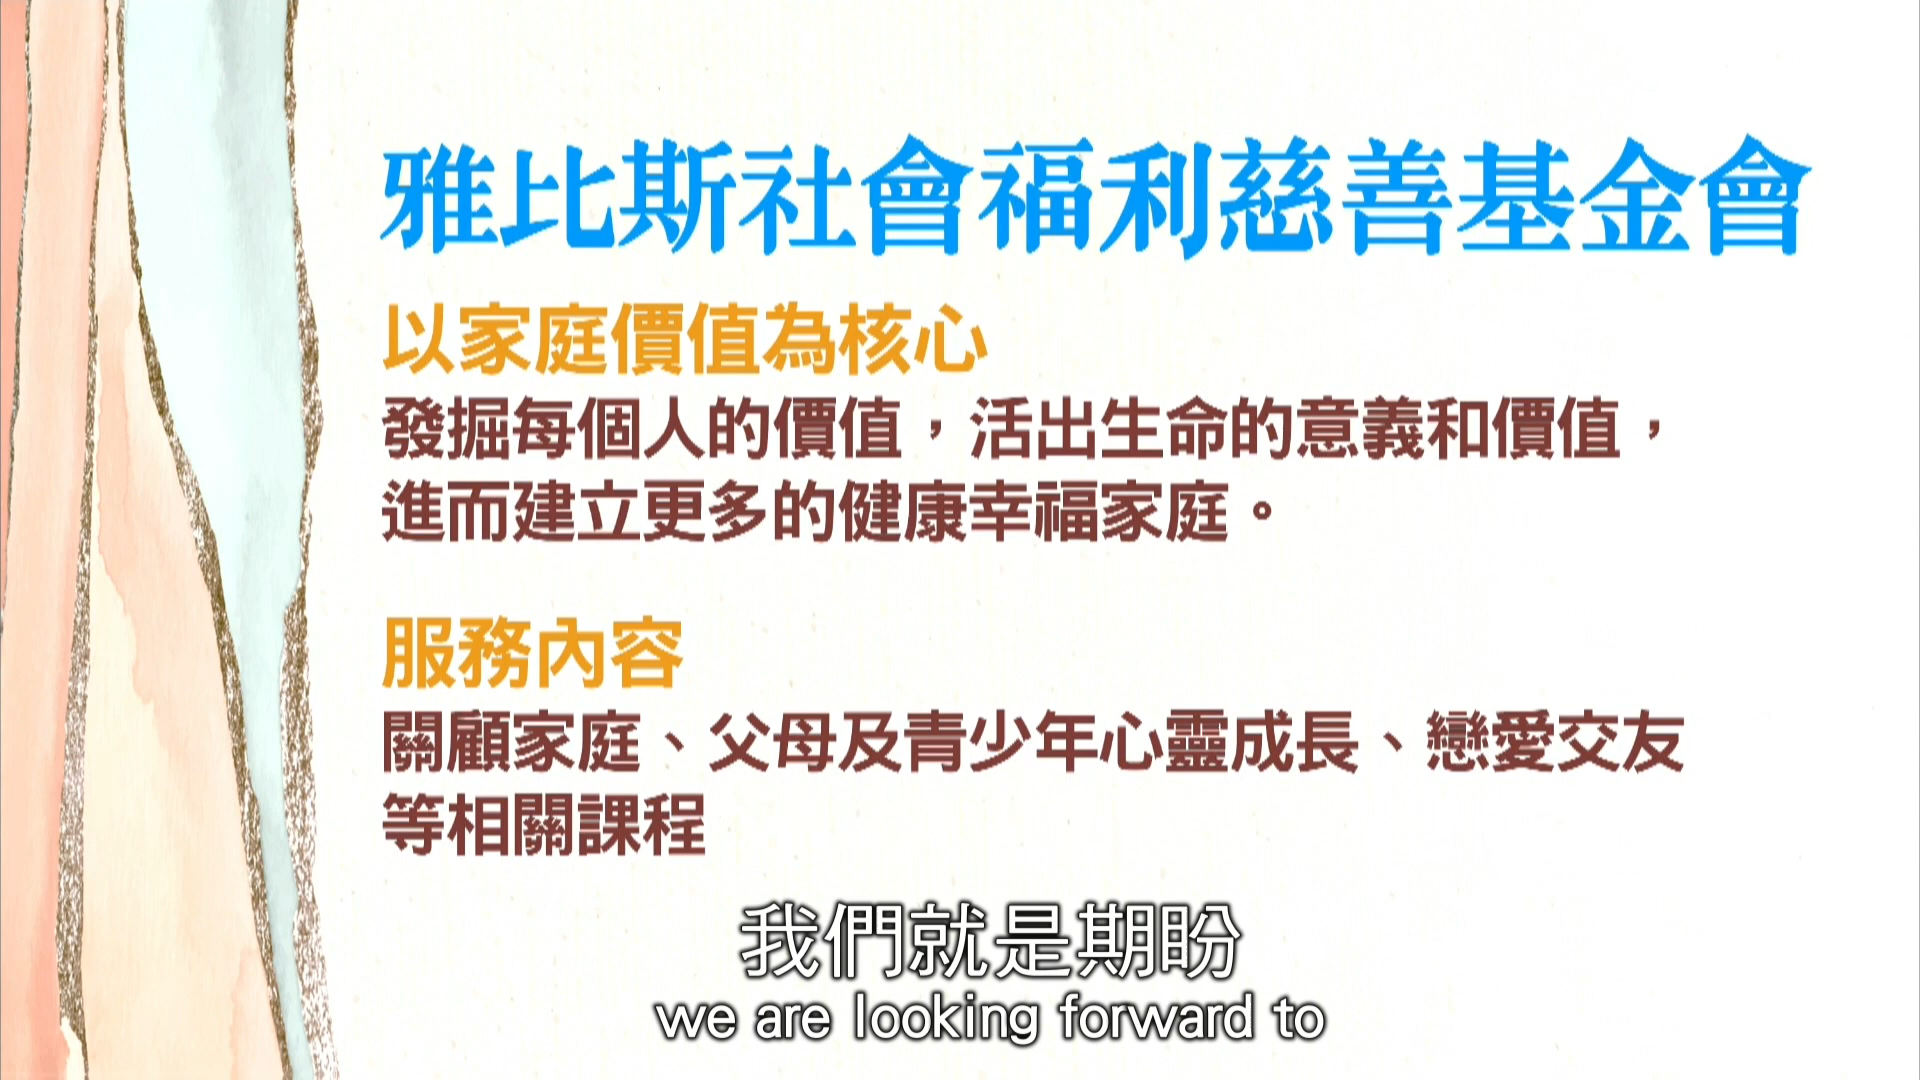 雅比斯社會福利慈善基金會
以家庭價值為核心
發掘每個人的價值，活出生命的意義和價值，
進而建立更多的健康幸福家庭。
服務內容
關顧家庭、父母及青少年心靈成長、戀愛交友
等相關課程
我們就是期盼
we are looking forward to